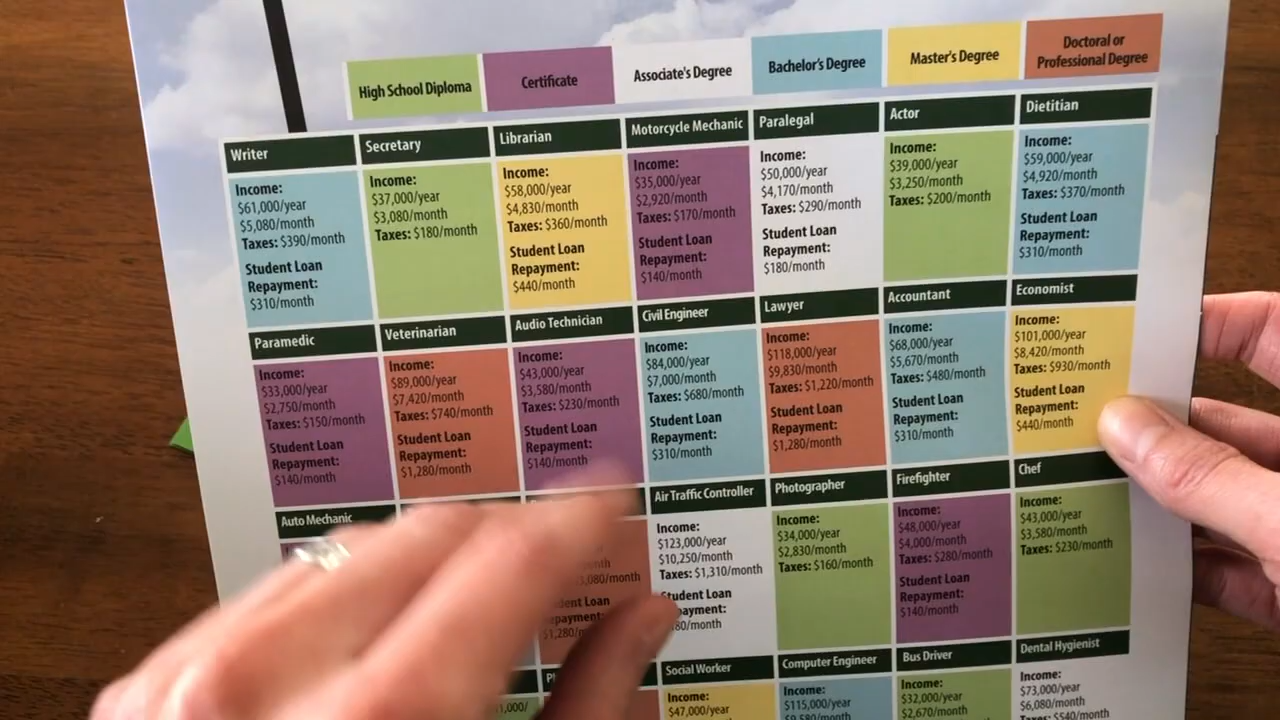 High School Diploma
Certificate
Associate's Degree
Bachelor's Degree
Master's Degree
Doctoral or
Professional Degree
Writer
Income:
$61,000/year
$5,080/month
Taxes: $390/month
Student Loan
Repayment:
$310/month
Secretary
Income:
$37,000/year
$3,080/month
Taxes: $180/month
Librarian
Income:
$58,000/year
$4,830/month
Taxes: $360/month
Student Loan
Repayment:
$440/month
Motorcycle Mechanic
Income:
$35,000/year
$2,920/month
Taxes: $170/month
Student Loan
Repayment:
$140/month
Paralegal
Income:
$50,000/year
$4,170/month
Taxes: $290/month
Student Loan
Repayment:
$180/month
Actor
Income:
$39,000/year
$3,250/month
Taxes: $200/month
Dietitian
Income:
$59,000/year
$4,920/month
Taxes: $370/month
Student Loan
Repayment:
$310/month
Paramedic
Income:
$33,000/year
$2,750/month
Taxes: $150/month
Student Loan
Repayment:
$140/month
Veterinarian
Income:
$89,000/year
$7,420/month
Taxes: $740/month
Student Loan
Repayment:
$1,280/month
Audio Technician
Income:
$43,000/year
$3,580/month
Taxes: $230/month
Student Loan
Repayment:
$140/month
Civil Engineer
Income:
$84,000/year
$7,000/month
Taxes: $680/month
Student Loan
Repayment:
$310/month
Lawyer
Income:
$118,000/year
$9,830/month
Taxes: $1,220/month
Student Loan
Repayment:
$1,280/month
Accountant
Income:
$68,000/year
$5,670/month
Taxes: $480/month
Student Loan
Repayment:
$310/month
Economist
Income:
$101,000/year
$8,420/month
Taxes: $930/month
Student Loan
Repayment:
$440/month
Auto Mechanic
,080/month
Loan
$1,280/
Air Traffic Controller
Income:
$123,000/year
$10,250/month
Taxes: $1,310/month
Student Loan
payment:
80/month
Photographer
Income:
$34,000/year
$2,830/month
Taxes: $160/month
Firefighter
Income:
$48,000/year
$4,000/month
Taxes: $280/month
Student Loan
Repayment:
$140/month
Chef
Income:
$43,000/year
$3,580/month
Taxes: $230/month
Social Worker
Income:
$47,000/year
Computer Engineer
Income:
$115,000/year
$9,580/month
Bus Driver
Income:
$32,000/year
$2,670/month
Dental Hygienist
Income:
$73,000/year
$6,080/month
Taxes: $540/month